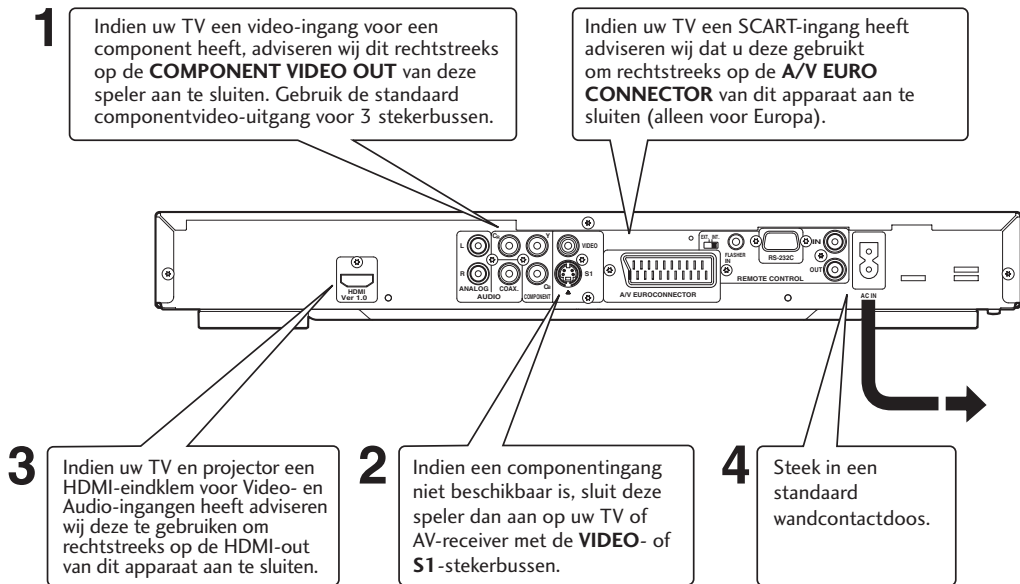 1
Indien uw TV een video-ingang voor een
component heeft, adviseren wij dit rechtstreeks
op de COMPONENT VIDEO OUT van deze
speler aan te sluiten. Gebruik de standaard
componentvideo-uitgang voor 3 stekerbussen.
Indien uw TV een SCART-ingang heeft
adviseren wij dat u deze gebruikt
om rechtstreeks op de A/V EURO
CONNECTOR van dit apparaat aan te
sluiten (alleen voor Europa).
HDMI
Ver 1.0
L
R
ANALOG
COAX.
AUDIO
CR
Y
CB
COMPONENT
VIDEO
S1
A/V EUROCONNECTOR
EXT. INT.
FLASHER
IN
RS-232C
IN
OUT
REMOTE CONTROL
AC IN
3
Indien uw TV en projector een
HDMI-eindklem voor Video- en
Audio-ingangen heeft adviseren
wij deze te gebruiken om
rechtstreeks op de HDMI-out
van dit apparaat aan te sluiten.
2
Indien een componentingang
niet beschikbaar is, sluit deze
speler dan aan op uw TV of
AV-receiver met de VIDEO- of
S1-stekerbussen.
4
Steek in een
standaard
wandcontactdoos.